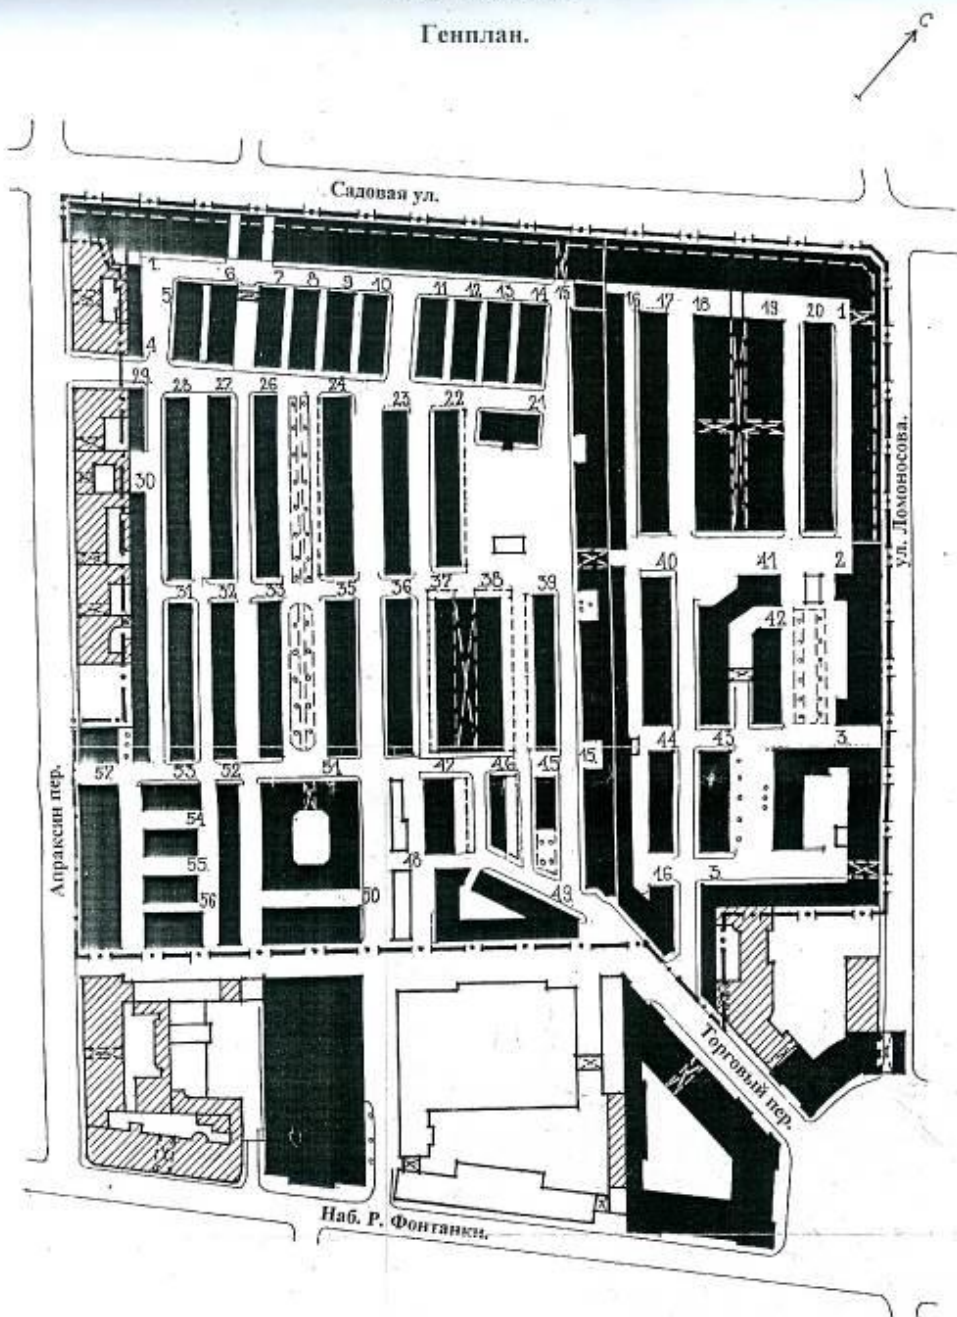 Генплан.
С
Садовая ул.
1. 6 7 8 9 10 11 12 13 14 15 16 17 18 19 20 1
5
4
29. 28 27 26 24 23 22 21
30
ул. Ломоносова.
31 32 33 35 36 37 38 39 40 41 2
42
57. 53 52 51 47 46 45 15. 44 43 3.
54
55.
56 50 48 49. 16 3.
Апраксин пер.
Торговый пер.
Наб. Р. Фонтанки.